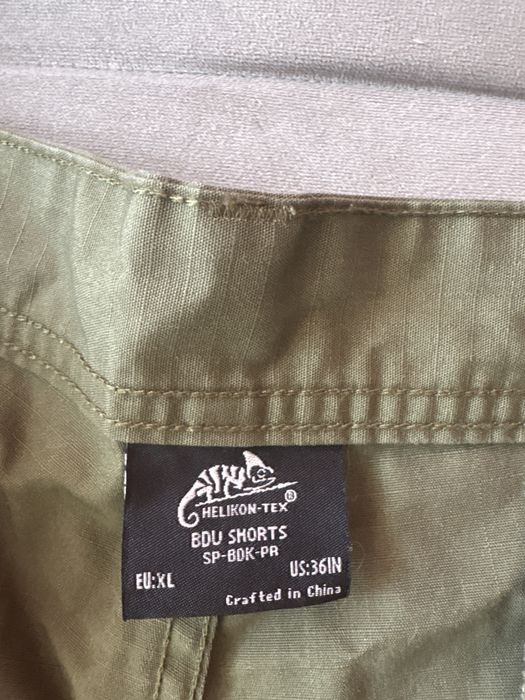 HELIKON-TEX®
BDU SHORTS
SP-BDK-PR
EU:XL US:36IN
Crafted in China